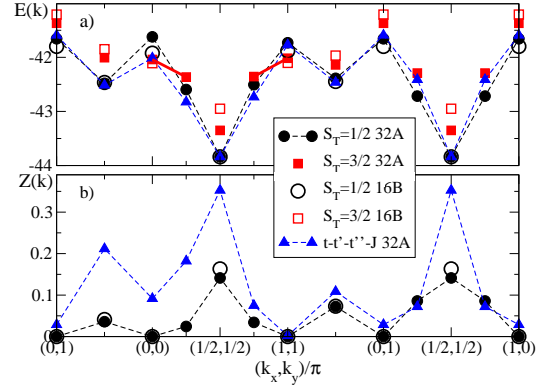 E(k)
a)
-42
-43
-44
S_T=1/2 32A
S_T=3/2 32A
S_T=1/2 16B
S_T=3/2 16B
t-t'-t''-J 32A
Z(k)
b)
0.3
0.2
0.1
0
(0,1) (0,0) (1/2,1/2) (1,1) (0,1) (1/2,1/2) (1,0)
(k_x,k_y)/π